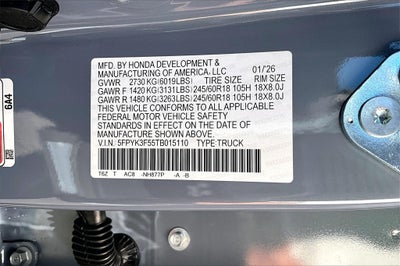 MFD. BY HONDA DEVELOPMENT &
MANUFACTURING OF AMERICA, LLC 01/26
GVWR 2730 KG(6019LBS) TIRE SIZE RIM SIZE
GAWR F 1420 KG(3131LBS) 245/60R18 105H 18X8.0J
GAWR R 1480 KG(3263LBS) 245/60R18 105H 18X8.0J
THIS VEHICLE CONFORMS TO ALL APPLICABLE
FEDERAL MOTOR VEHICLE SAFETY
STANDARDS IN EFFECT ON THE DATE OF
MANUFACTURE SHOWN ABOVE.
V.I.N. 5FPYK3F55TB015110 TYPE TRUCK
T6Z T AC8 -NH877P -A -B
6A4